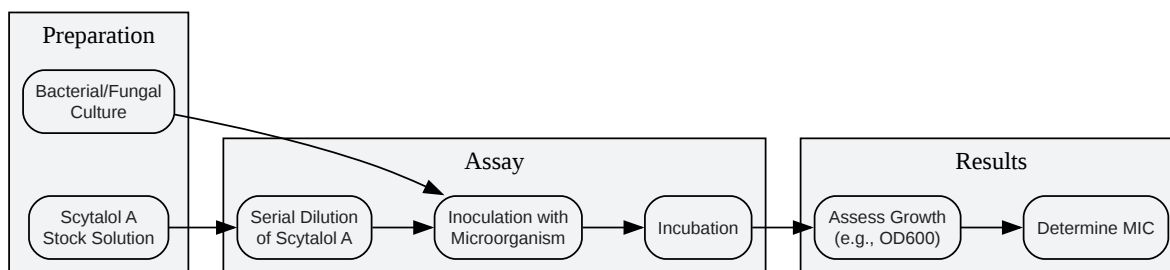 Preparation
Bacterial/Fungal
Culture
Scytalol A
Stock Solution
Assay
Serial Dilution
of Scytalol A
Inoculation with
Microorganism
Incubation
Results
Assess Growth
(e.g., OD600)
Determine MIC